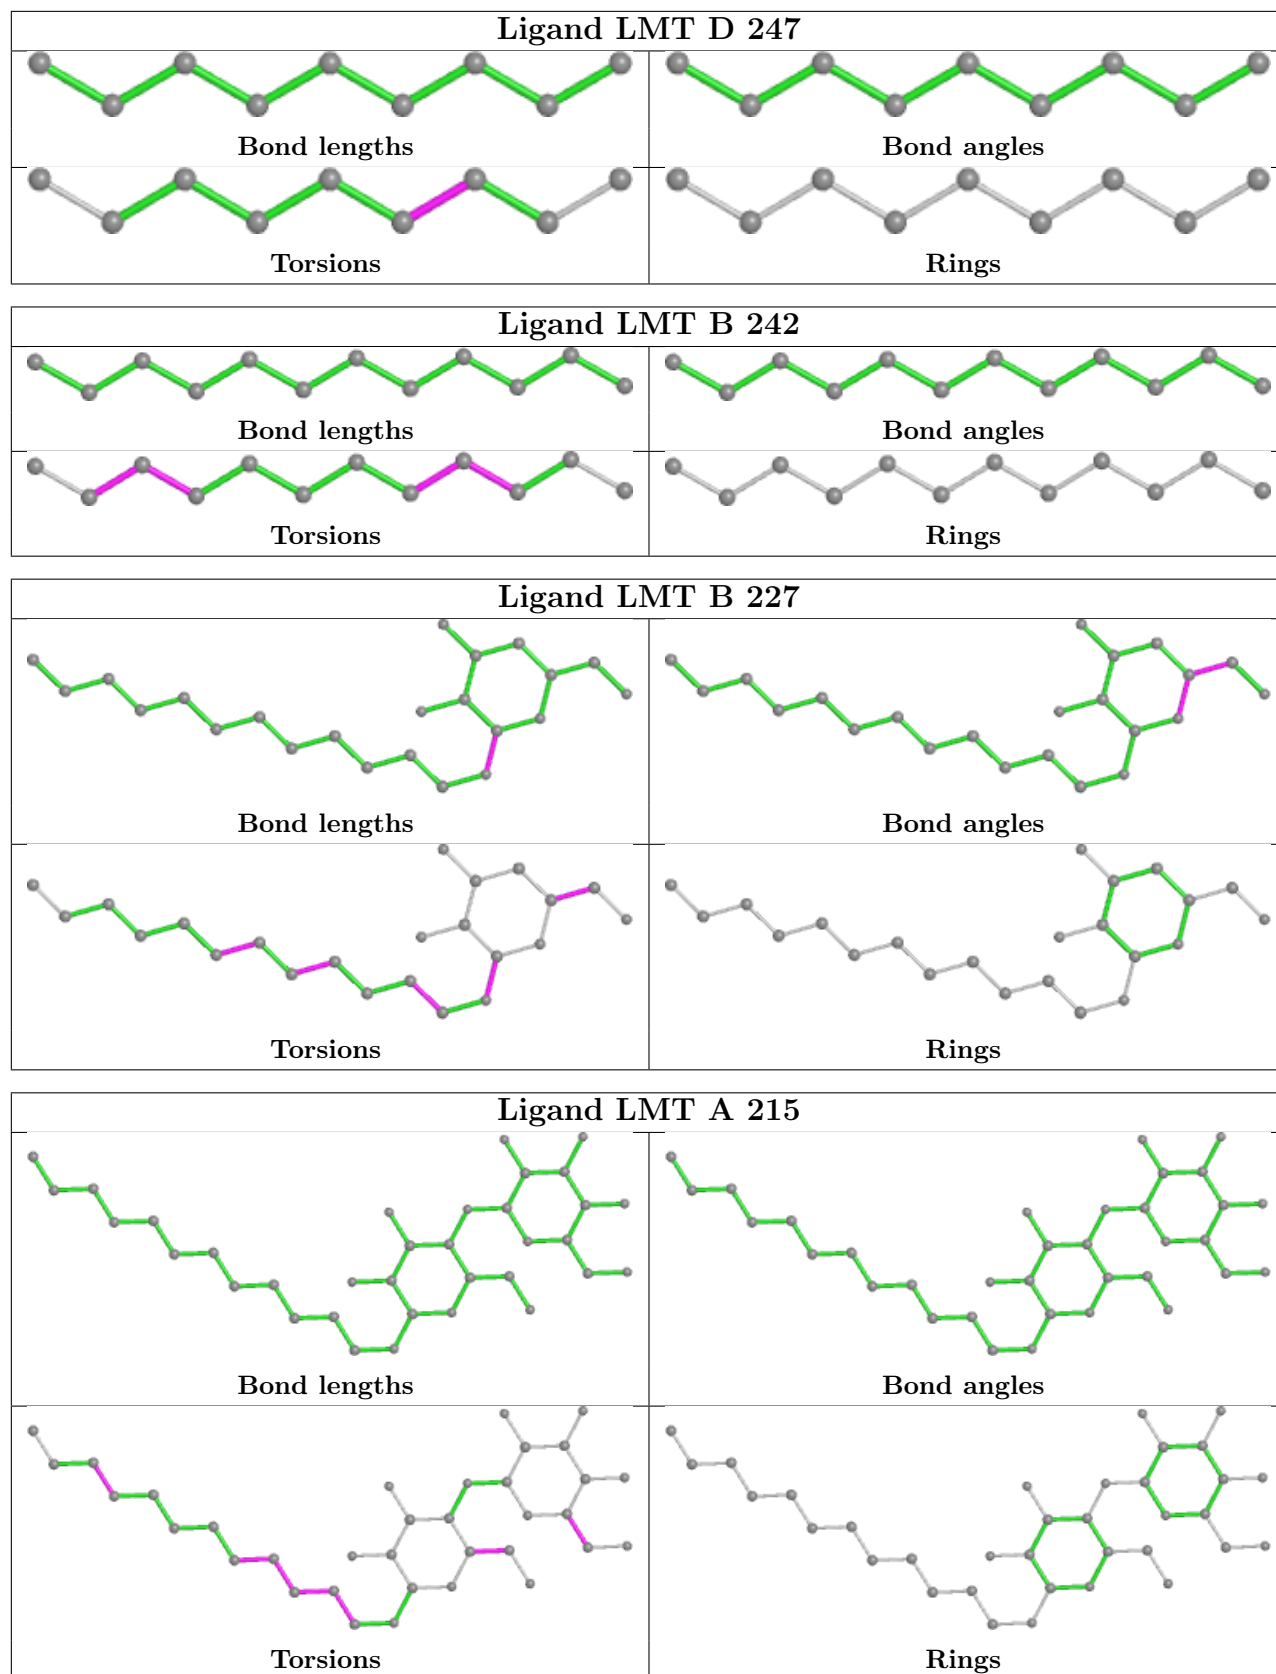 Ligand LMT D 247
Bond lengths
Bond angles
Torsions
Rings
Ligand LMT B 242
Bond lengths
Bond angles
Torsions
Rings
Ligand LMT B 227
Bond lengths
Bond angles
Torsions
Rings
Ligand LMT A 215
Bond lengths
Bond angles
Torsions
Rings